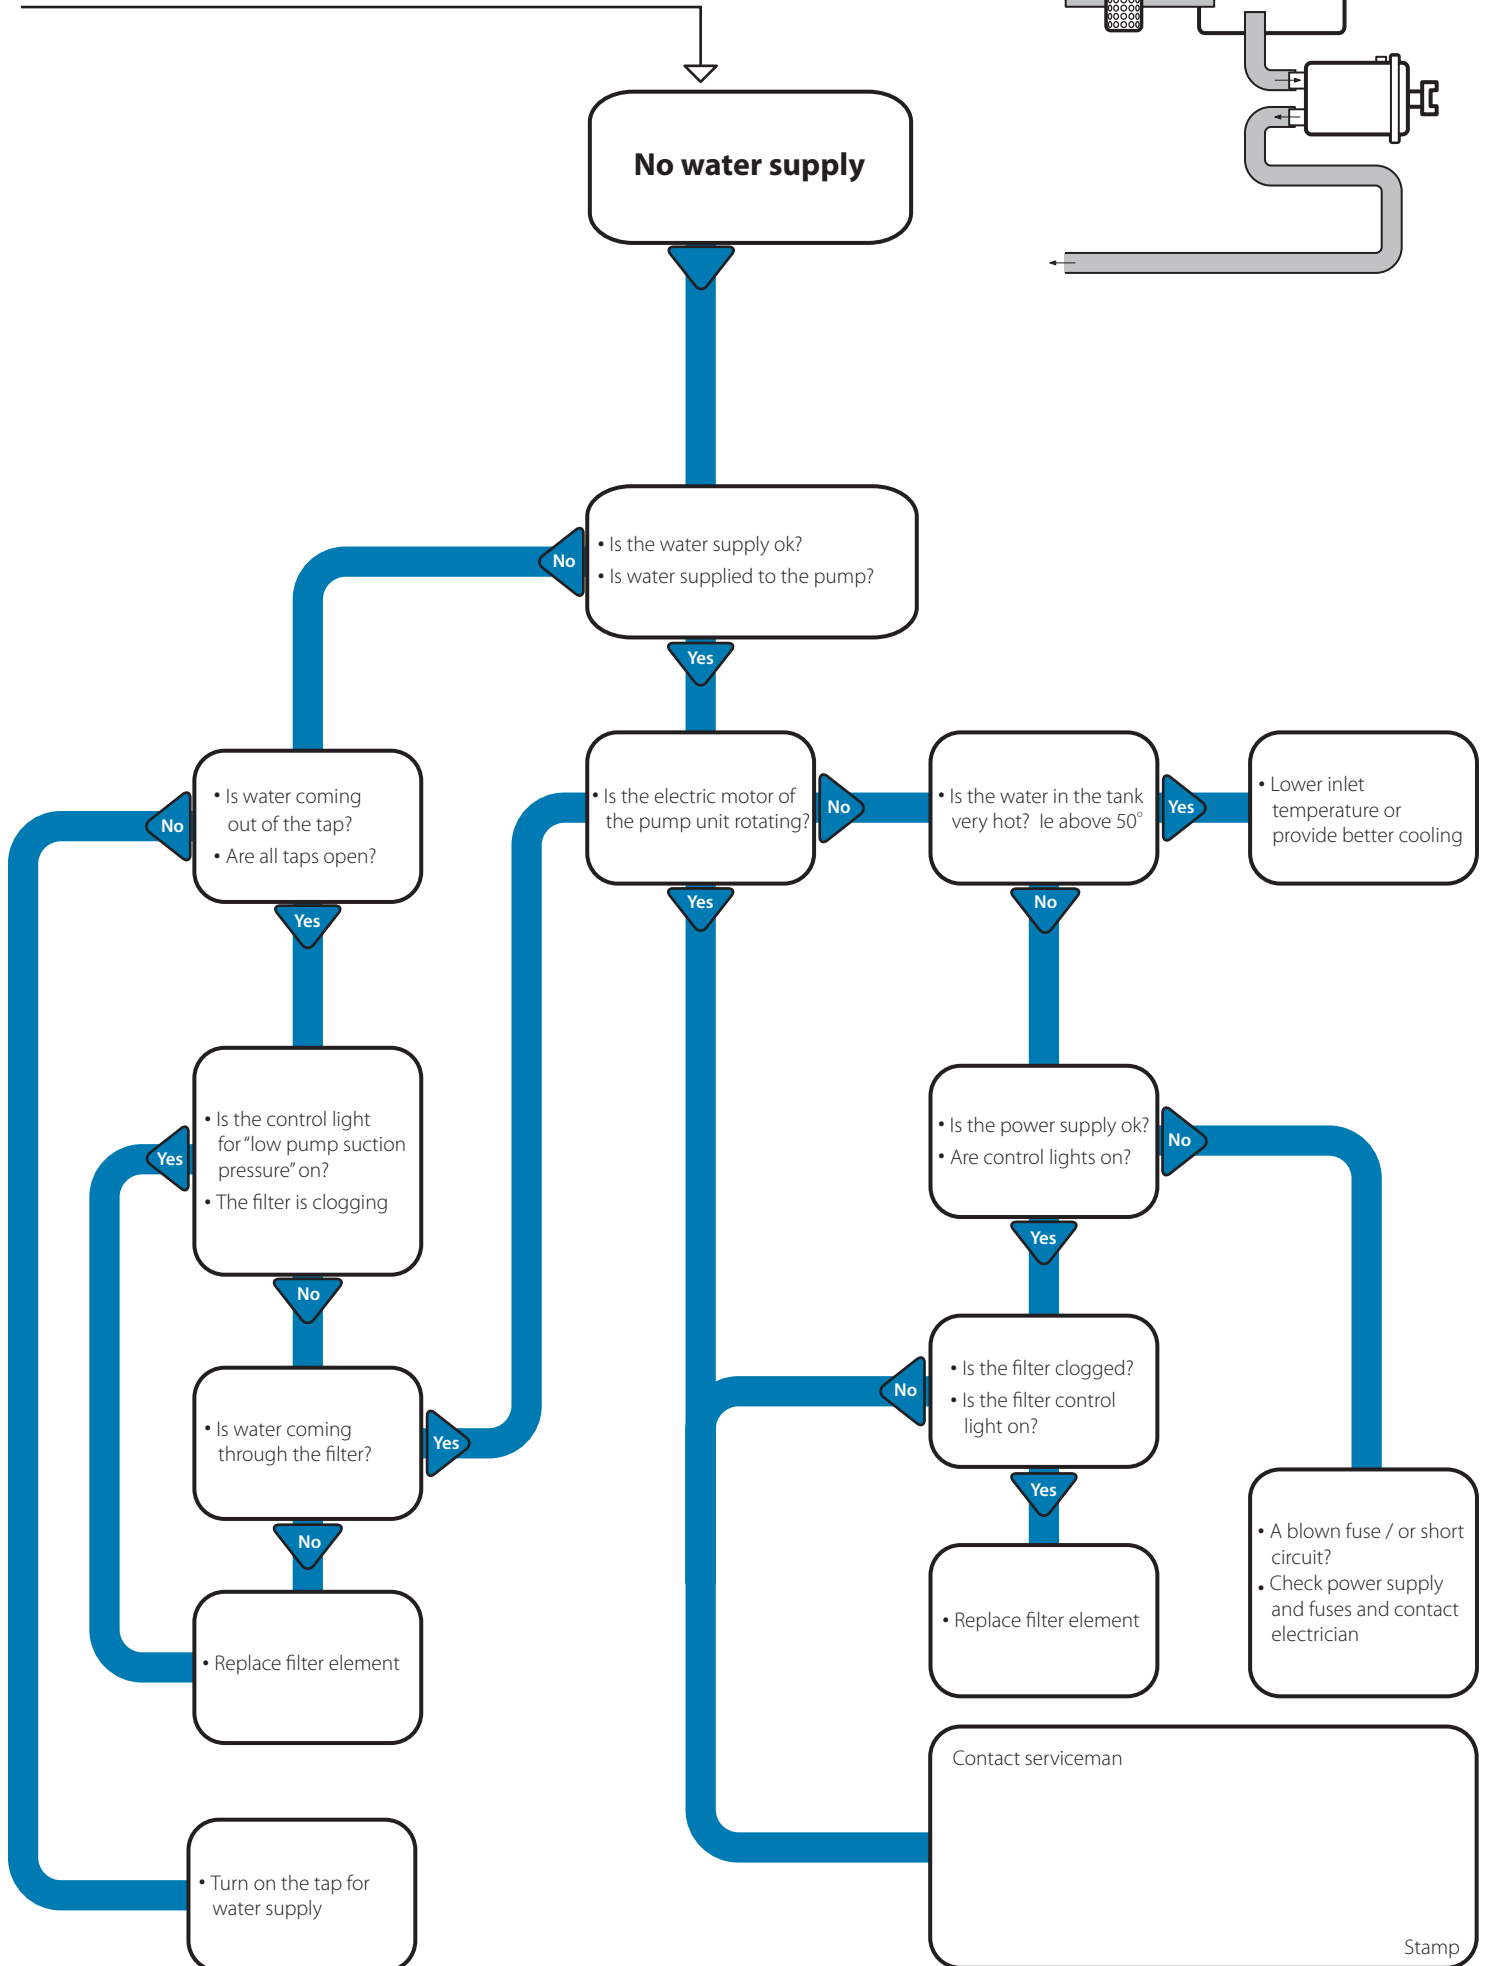 No water supply
• Is the water supply ok?
• Is water supplied to the pump?
No
Yes
• Is water coming
out of the tap?
• Are all taps open?
No
Yes
• Is the electric motor of
the pump unit rotating?
No
Yes
• Is the water in the tank
very hot? Ie above 50°
Yes
No
• Lower inlet
temperature or
provide better cooling
• Is the control light
for “low pump suction
pressure” on?
• The filter is clogging
Yes
No
• Is the power supply ok?
• Are control lights on?
No
Yes
• Is water coming
through the filter?
Yes
No
• Is the filter clogged?
• Is the filter control
light on?
No
Yes
• A blown fuse / or short
circuit?
• Check power supply
and fuses and contact
electrician
• Replace filter element
• Replace filter element
Contact serviceman
Stamp
• Turn on the tap for
water supply